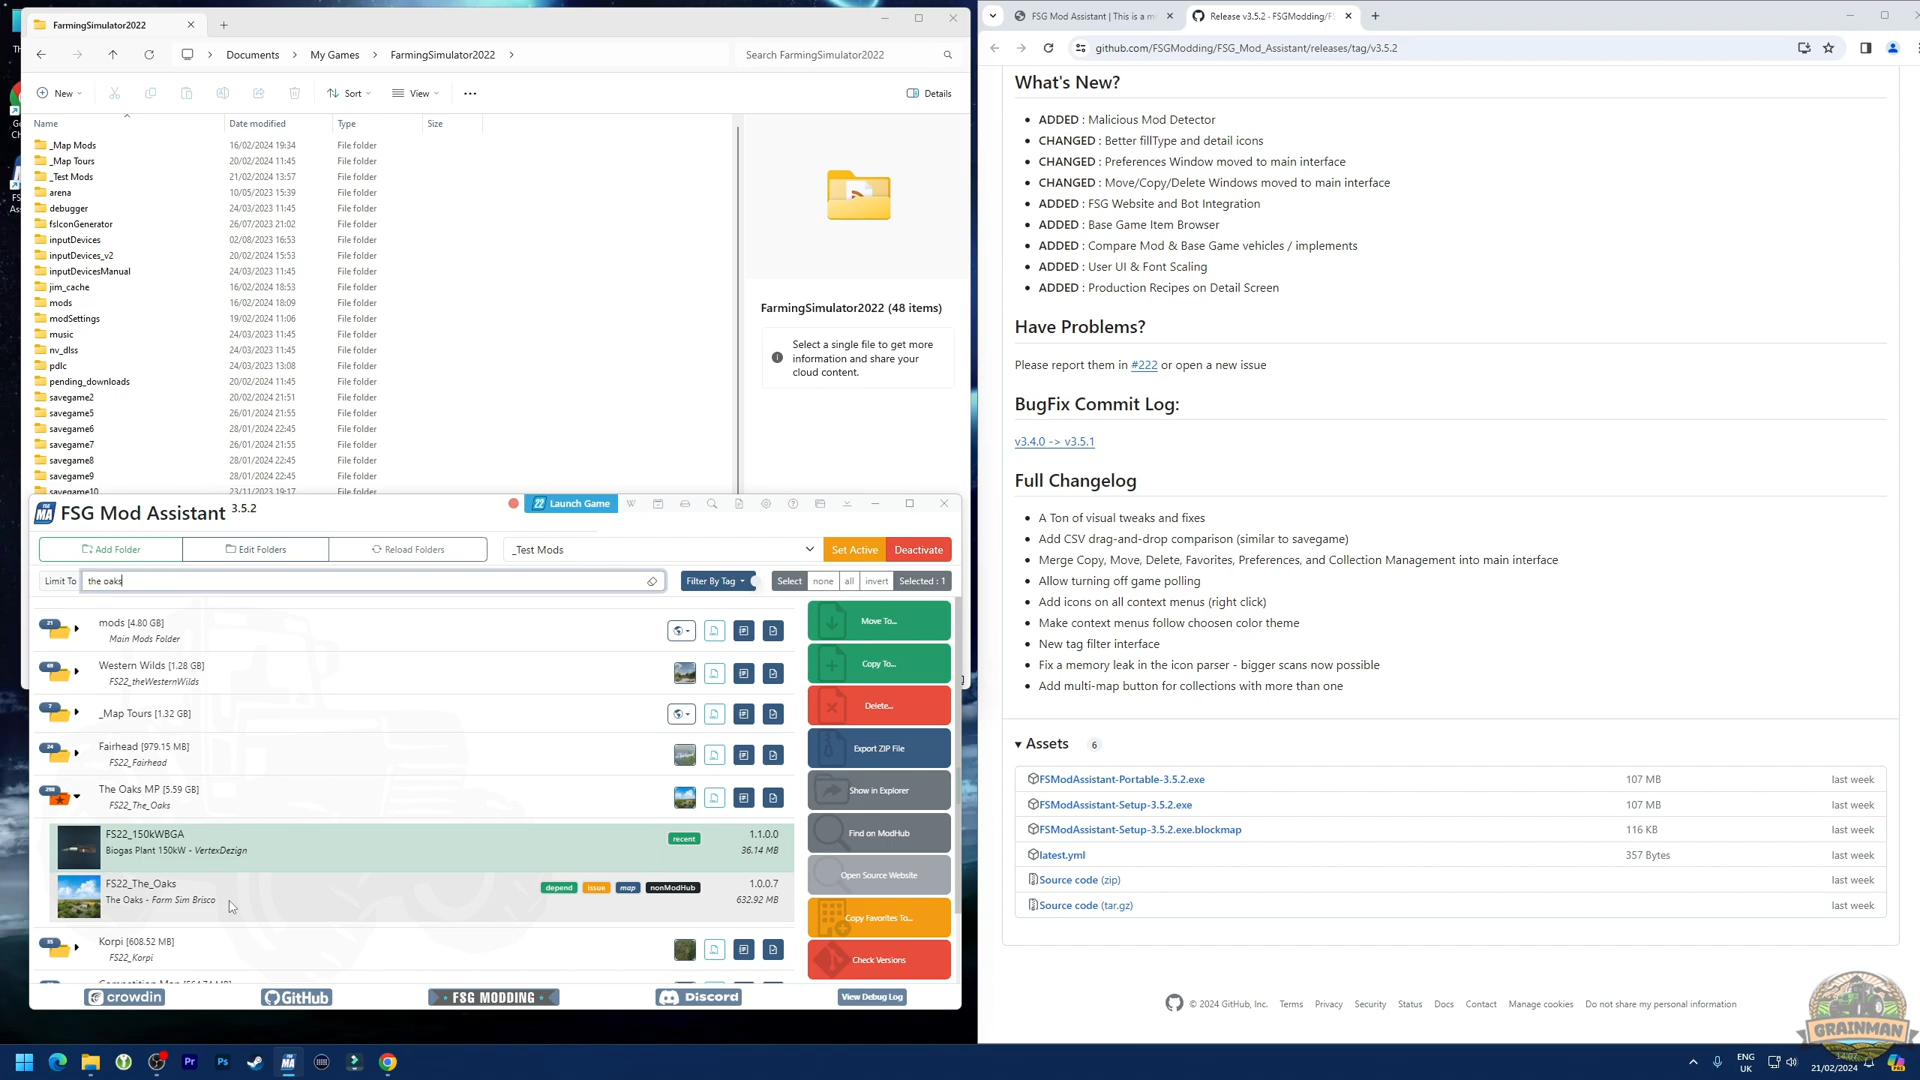 FarmingSimulator2022
Documents
My Games
FarmingSimulator2022
Search FarmingSimulator2022
New
Sort
View
Details
Name
Date modified
Type
Size
_Map Mods 16/02/2024 19:34 File folder
_Map Tours 20/02/2024 11:45 File folder
_Test Mods 21/02/2024 13:57 File folder
arena 10/05/2023 15:39 File folder
debugger 24/03/2023 11:45 File folder
fsIconGenerator 26/07/2023 21:02 File folder
inputDevices 02/08/2023 16:53 File folder
inputDevices_v2 20/02/2024 15:53 File folder
inputDevicesManual 24/03/2023 11:45 File folder
jim_cache 16/02/2024 18:53 File folder
mods 16/02/2024 18:09 File folder
modSettings 19/02/2024 11:06 File folder
music 24/03/2023 11:45 File folder
nv_dlss 24/03/2023 11:45 File folder
pdlc 24/03/2023 13:08 File folder
pending_downloads 20/02/2024 11:45 File folder
savegame2 20/02/2024 21:51 File folder
savegame5 26/01/2024 21:55 File folder
savegame6 28/01/2024 22:45 File folder
savegame7 26/01/2024 21:55 File folder
savegame8 28/01/2024 22:45 File folder
savegame9 28/01/2024 22:45 File folder
savegame10 23/11/2023 19:17 File folder
FarmingSimulator2022 (48 items)
Select a single file to get more
information and share your
cloud content.
FSG Mod Assistant 3.5.2
22 Launch Game
Add Folder
Edit Folders
Reload Folders
_Test Mods
Set Active
Deactivate
Limit To
the oaks
Filter By Tag
Select
none
all
invert
Selected : 1
21 mods [4.80 GB]
Main Mods Folder
Western Wilds [1.28 GB]
FS22_theWesternWilds
7 _Map Tours [1.32 GB]
24 Fairhead [979.15 MB]
FS22_Fairhead
The Oaks MP [5.59 GB]
FS22_The_Oaks
FS22_150kWBGA recent 1.1.0.0
Biogas Plant 150kW - VertexDezign 36.14 MB
FS22_The_Oaks depend issue map nonModHub 1.0.0.7
The Oaks - Farm Sim Brisco 632.92 MB
Korpi [608.52 MB]
FS22_Korpi
Move To...
Copy To...
Delete...
Export ZIP File
Show in Explorer
Find on ModHub
Open Source Website
Copy Favorites To...
Check Versions
crowdin
GitHub
FSG MODDING
Discord
View Debug Log
FSG Mod Assistant | This is a m
Release v3.5.2 - FSGModding/F
github.com/FSGModding/FSG_Mod_Assistant/releases/tag/v3.5.2
What's New?
ADDED : Malicious Mod Detector
CHANGED : Better fillType and detail icons
CHANGED : Preferences Window moved to main interface
CHANGED : Move/Copy/Delete Windows moved to main interface
ADDED : FSG Website and Bot Integration
ADDED : Base Game Item Browser
ADDED : Compare Mod & Base Game vehicles / implements
ADDED : User UI & Font Scaling
ADDED : Production Recipes on Detail Screen
Have Problems?
Please report them in #222 or open a new issue
BugFix Commit Log:
v3.4.0 -> v3.5.1
Full Changelog
A Ton of visual tweaks and fixes
Add CSV drag-and-drop comparison (similar to savegame)
Merge Copy, Move, Delete, Favorites, Preferences, and Collection Management into main interface
Allow turning off game polling
Add icons on all context menus (right click)
Make context menus follow choosen color theme
New tag filter interface
Fix a memory leak in the icon parser - bigger scans now possible
Add multi-map button for collections with more than one
Assets 6
FSModAssistant-Portable-3.5.2.exe 107 MB last week
FSModAssistant-Setup-3.5.2.exe 107 MB last week
FSModAssistant-Setup-3.5.2.exe.blockmap 116 KB last week
latest.yml 357 Bytes last week
Source code (zip) last week
Source code (tar.gz) last week
© 2024 GitHub, Inc. Terms Privacy Security Status Docs Contact Manage cookies Do not share my personal information
GRAINMAN
ENG
UK
14:07
21/02/2024